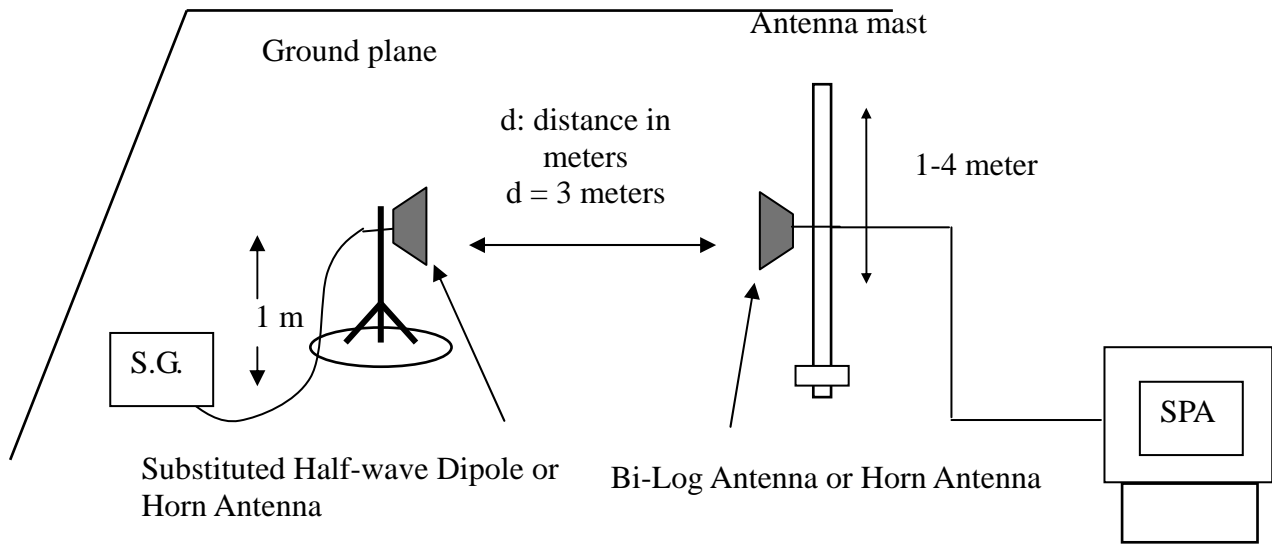 Antenna mast
Ground plane
d: distance in
meters
d = 3 meters
1-4 meter
1 m
S.G.
SPA
Substituted Half-wave Dipole or
Horn Antenna
Bi-Log Antenna or Horn Antenna